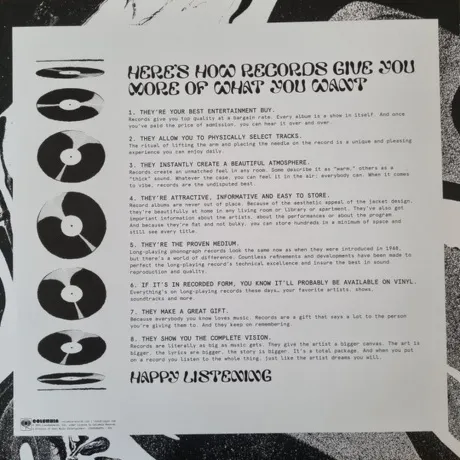 HERE'S HOW RECORDS GIVE YOU
MORE OF WHAT YOU WANT
1. THEY'RE YOUR BEST ENTERTAINMENT BUY.
Records give you top quality at a bargain rate. Every album is a show in itself. And once
you've paid the price of admission, you can hear it over and over.
2. THEY ALLOW YOU TO PHYSICALLY SELECT TRACKS.
The ritual of lifting the arm and placing the needle on the record is a unique and pleasing
experience you can enjoy daily.
3. THEY INSTANTLY CREATE A BEAUTIFUL ATMOSPHERE.
Records create an unmatched feel in any room. Some describe it as "warm," others as a
"thick" sound. Whatever the case, you can feel it in the air; everybody can. When it comes
to vibe, records are the undisputed best.
4. THEY'RE ATTRACTIVE, INFORMATIVE AND EASY TO STORE.
Record albums are never out of place. Because of the aesthetic appeal of the jacket design,
they're beautifully at home in any living room or library or apartment. They've also got
important information about the artists, about the performances or about the program.
And because they're flat and not bulky, you can store hundreds in a minimum of space and
still see every title.
5. THEY'RE THE PROVEN MEDIUM.
Long-playing phonograph records look the same now as when they were introduced in 1948,
but there's a world of difference. Countless refinements and developments have been made to
perfect the long-playing record's technical excellence and insure the best in sound
reproduction and quality.
6. IF IT'S IN RECORDED FORM, YOU KNOW IT'LL PROBABLY BE AVAILABLE ON VINYL.
Everything's on long-playing records these days… your favorite artists, shows,
soundtracks and more.
7. THEY MAKE A GREAT GIFT.
Because everybody you know loves music. Records are a gift that says a lot to the person
you're giving them to. And they keep on remembering.
8. THEY SHOW YOU THE COMPLETE VISION.
Records are literally as big as music gets. They give the artist a bigger canvas. The art is
bigger, the lyrics are bigger, the story is bigger. It's a total package. And when you put
on a record you listen to the whole thing, just like the artist dreams you will.
HAPPY LISTENING
COLUMBIA